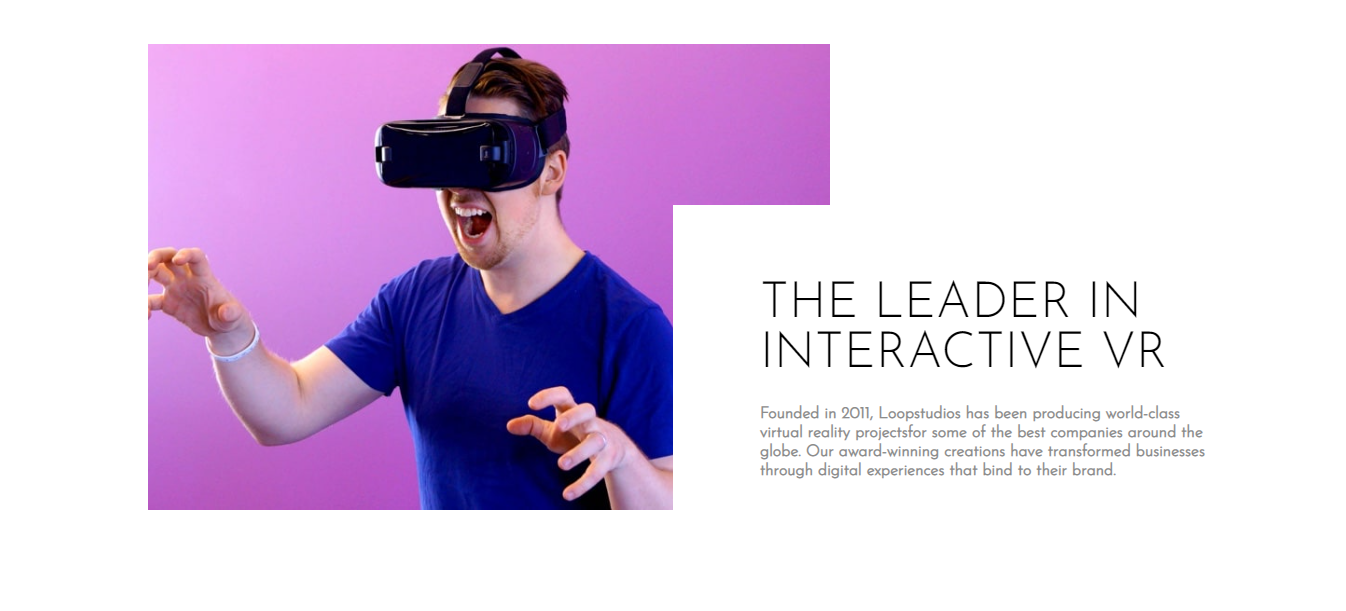 THE LEADER IN
INTERACTIVE VR
Founded in 2011, Loopstudios has been producing world-class
virtual reality projectsfor some of the best companies around the
globe. Our award-winning creations have transformed businesses
through digital experiences that bind to their brand.